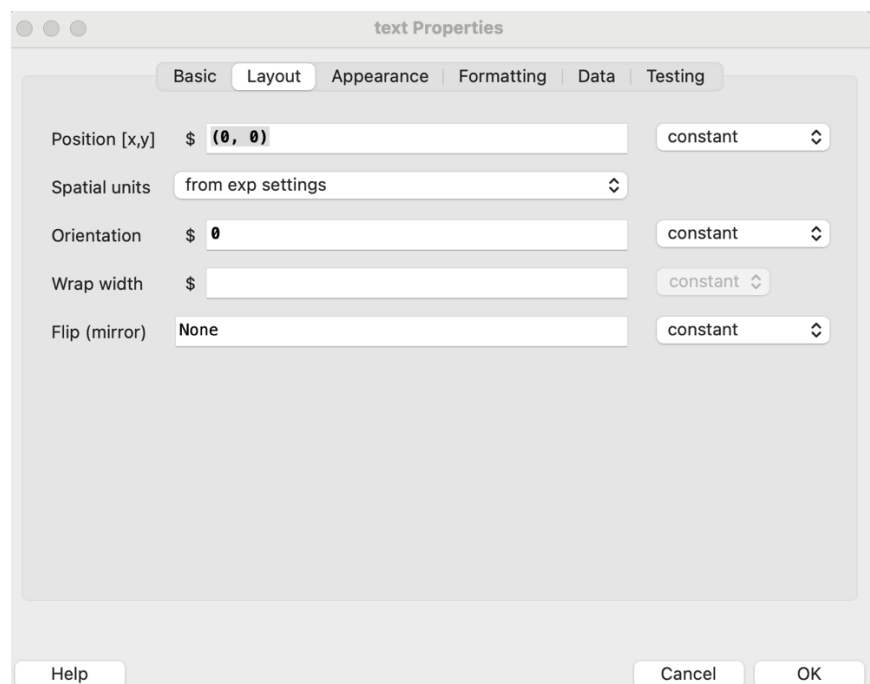 text Properties
Basic Layout Appearance Formatting Data Testing
Position [x,y] $ (0, 0) constant
Spatial units from exp settings
Orientation $ 0 constant
Wrap width $ constant
Flip (mirror) None constant
Help Cancel OK